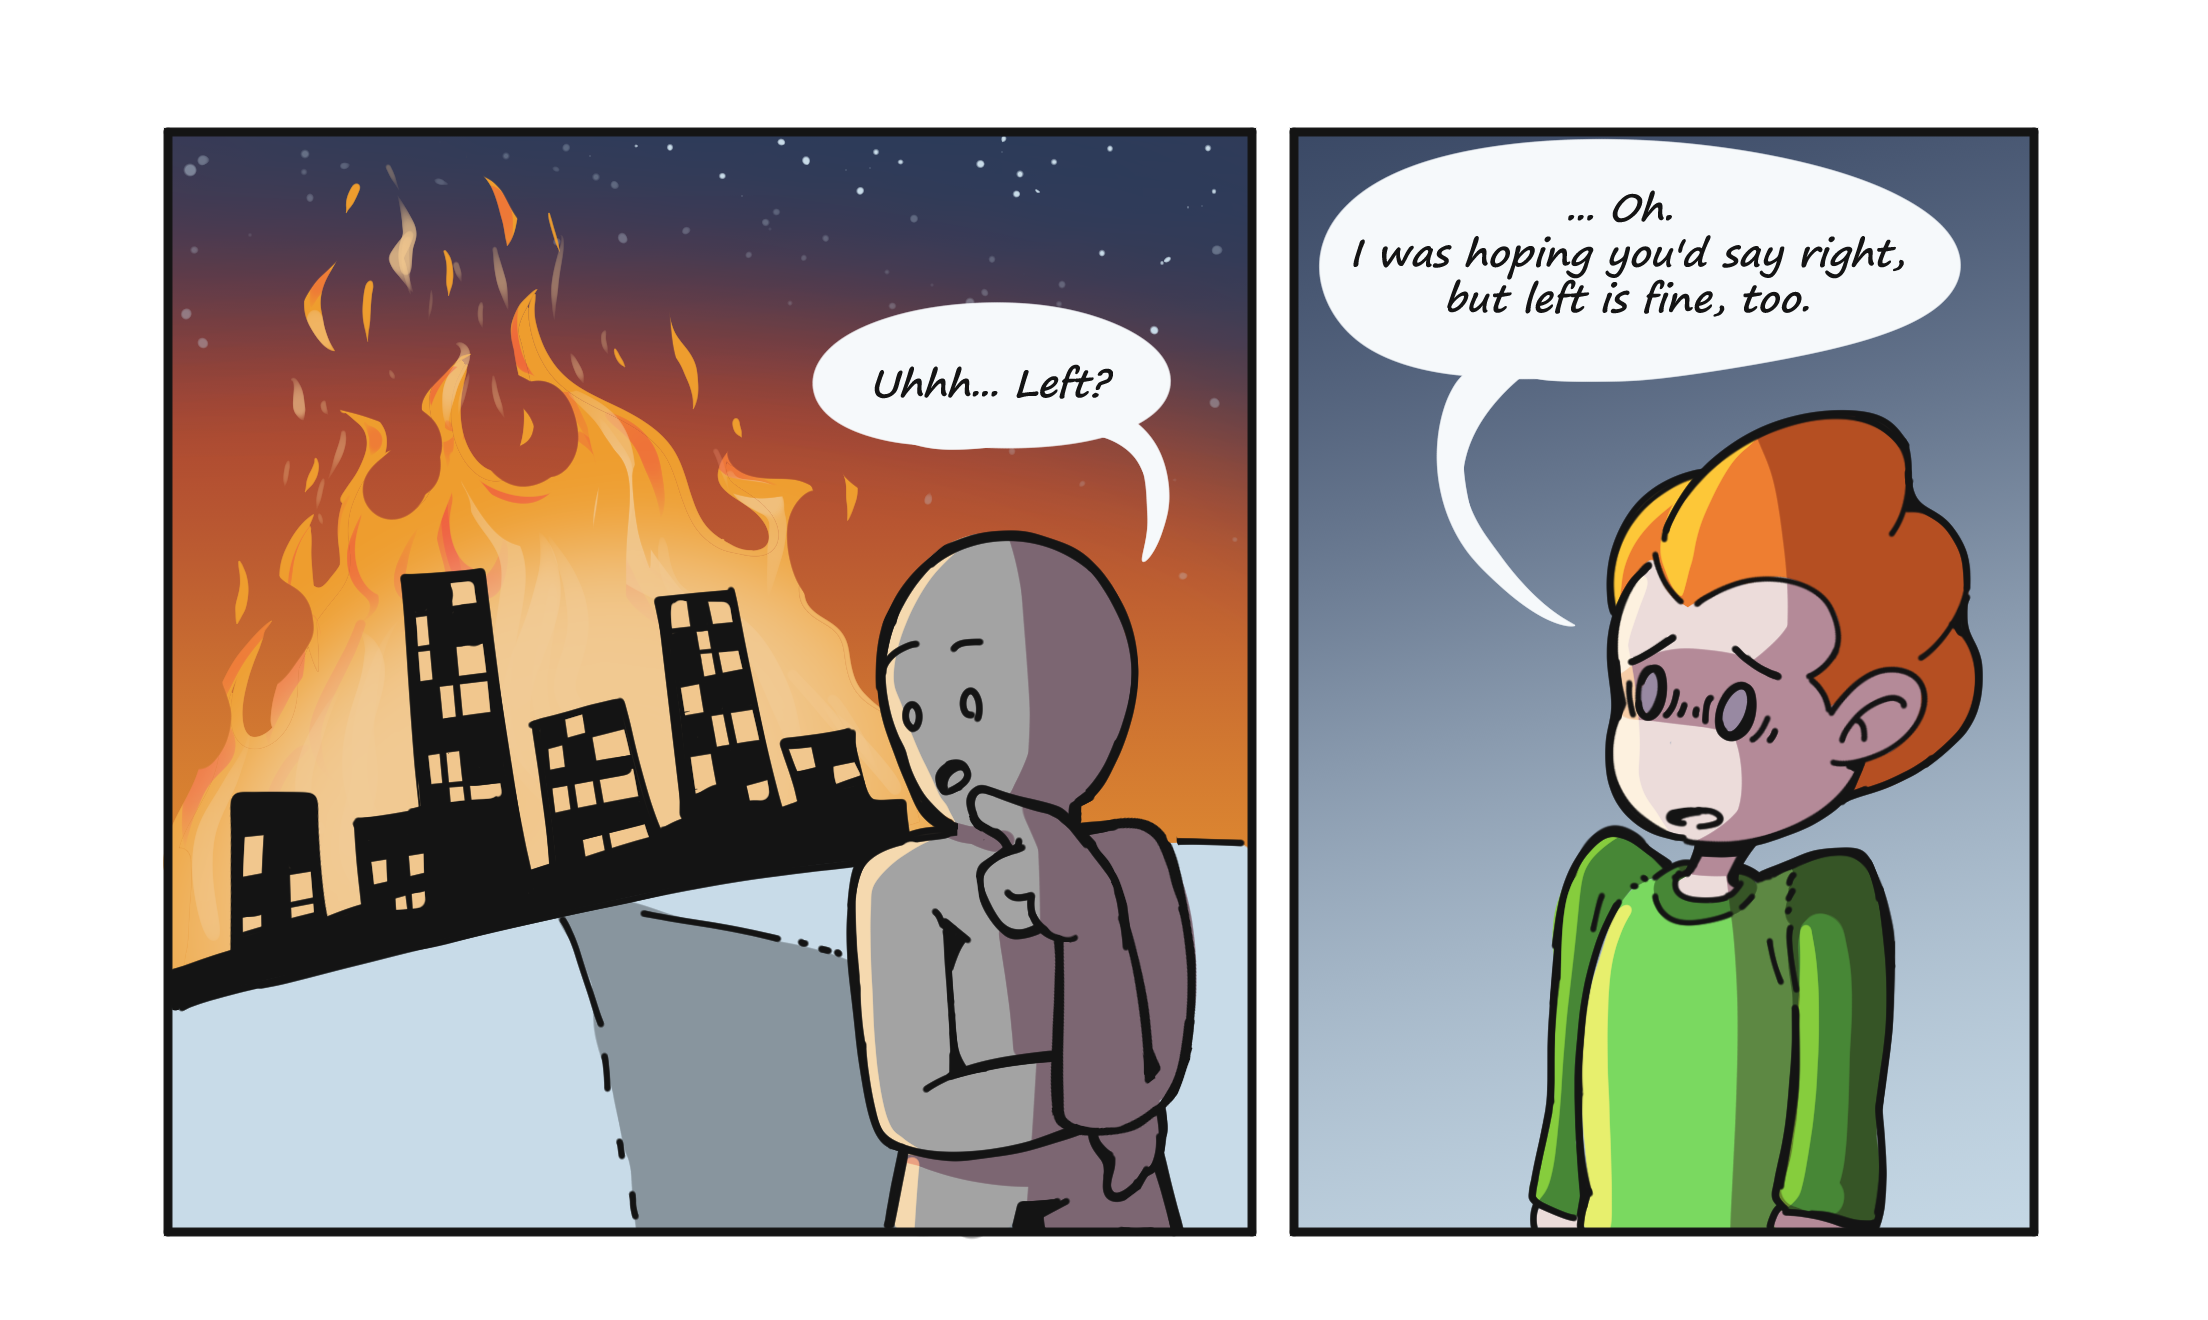 Uhhh... Left?
... Oh.
I was hoping you'd say right,
but left is fine, too.